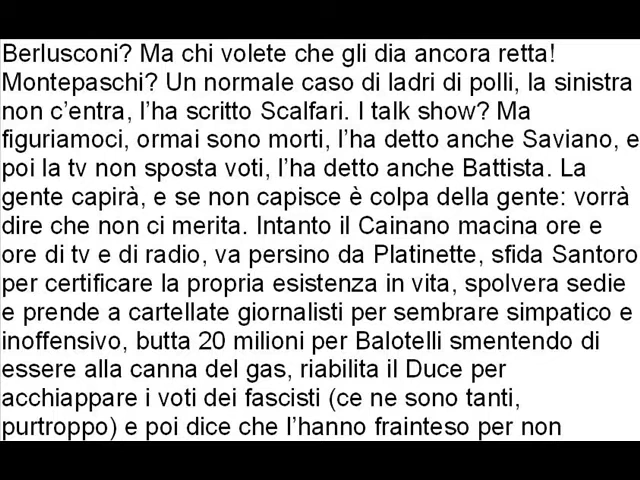 Berlusconi? Ma chi volete che gli dia ancora retta!
Montepaschi? Un normale caso di ladri di polli, la sinistra
non c'entra, l'ha scritto Scalfari. I talk show? Ma
figuriamoci, ormai sono morti, l'ha detto anche Saviano, e
poi la tv non sposta voti, l'ha detto anche Battista. La
gente capirà, e se non capisce è colpa della gente: vorrà
dire che non ci merita. Intanto il Cainano macina ore e
ore di tv e di radio, va persino da Platinette, sfida Santoro
per certificare la propria esistenza in vita, spolvera sedie
e prende a cartellate giornalisti per sembrare simpatico e
inoffensivo, butta 20 milioni per Balotelli smentendo di
essere alla canna del gas, riabilita il Duce per
acchiappare i voti dei fascisti (ce ne sono tanti,
purtroppo) e poi dice che l'hanno frainteso per non